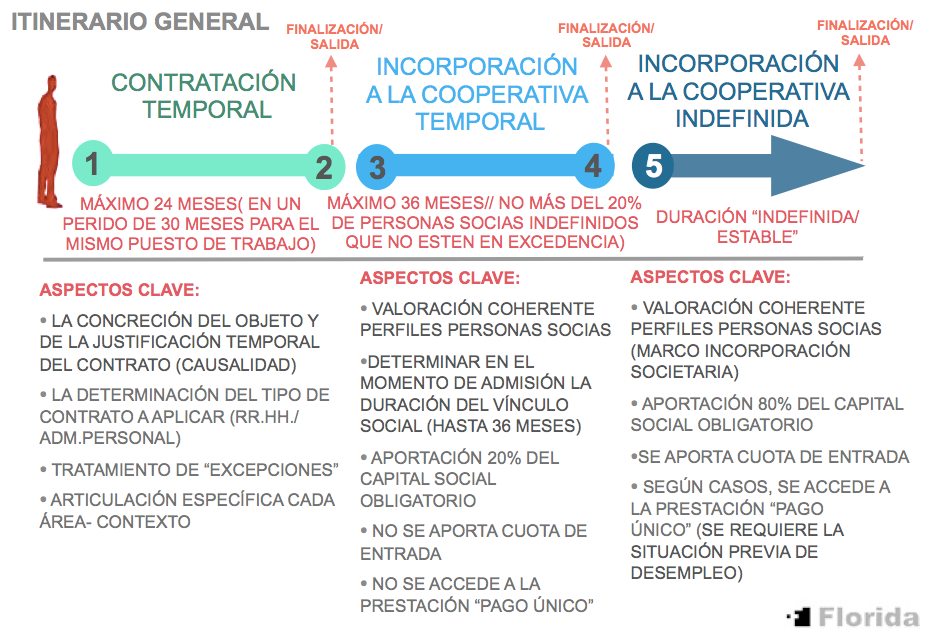 ITINERARIO GENERAL
FINALIZACIÓN/
SALIDA
FINALIZACIÓN/
SALIDA
FINALIZACIÓN/
SALIDA
CONTRATACIÓN
TEMPORAL
INCORPORACIÓN
A LA COOPERATIVA
TEMPORAL
INCORPORACIÓN
A LA COOPERATIVA
INDEFINIDA
1
2
3
4
5
MÁXIMO 24 MESES( EN UN
PERIDO DE 30 MESES PARA EL
MISMO PUESTO DE TRABAJO)
MÁXIMO 36 MESES// NO MÁS DEL 20%
DE PERSONAS SOCIAS INDEFINIDOS
QUE NO ESTEN EN EXCEDENCIA)
DURACIÓN “INDEFINIDA/
ESTABLE”
ASPECTOS CLAVE:
• LA CONCRECIÓN DEL OBJETO Y
DE LA JUSTIFICACIÓN TEMPORAL
DEL CONTRATO (CAUSALIDAD)
• LA DETERMINACIÓN DEL TIPO DE
CONTRATO A APLICAR (RR.HH./
ADM.PERSONAL)
• TRATAMIENTO DE “EXCEPCIONES”
• ARTICULACIÓN ESPECÍFICA CADA
ÁREA- CONTEXTO
ASPECTOS CLAVE:
• VALORACIÓN COHERENTE
PERFILES PERSONAS SOCIAS
•DETERMINAR EN EL
MOMENTO DE ADMISIÓN LA
DURACIÓN DEL VÍNCULO
SOCIAL (HASTA 36 MESES)
• APORTACIÓN 20% DEL
CAPITAL SOCIAL
OBLIGATORIO
• NO SE APORTA CUOTA DE
ENTRADA
• NO SE ACCEDE A LA
PRESTACIÓN “PAGO ÚNICO”
ASPECTOS CLAVE:
• VALORACIÓN COHERENTE
PERFILES PERSONAS SOCIAS
(MARCO INCORPORACIÓN
SOCIETARIA)
• APORTACIÓN 80% DEL CAPITAL
SOCIAL OBLIGATORIO
•SE APORTA CUOTA DE ENTRADA
• SEGÚN CASOS, SE ACCEDE A
LA PRESTACIÓN “PAGO
ÚNICO” (SE REQUIERE LA
SITUACIÓN PREVIA DE
DESEMPLEO)
Florida